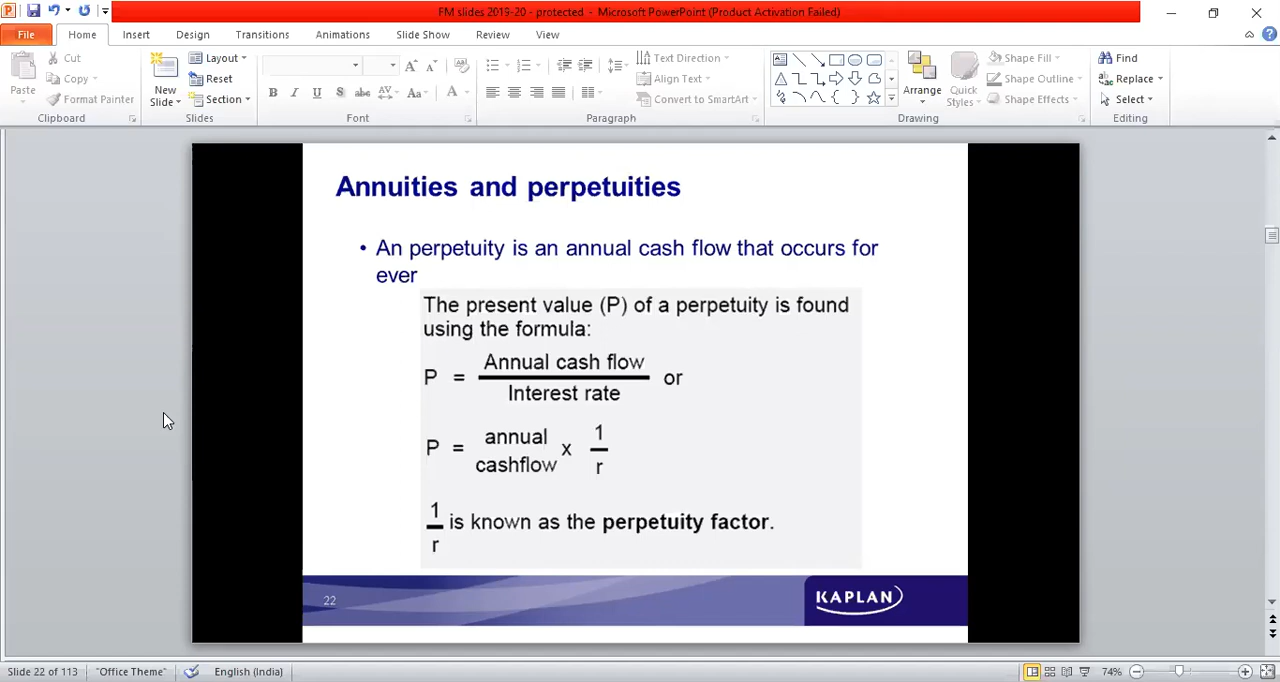 FM slides 2019-20 - protected - Microsoft PowerPoint (Product Activation Failed)
File Home Insert Design Transitions Animations Slide Show Review View
Paste
Cut
Copy
Format Painter
Clipboard
New Slide
Layout
Reset
Section
Slides
Font
Text Direction
Align Text
Convert to SmartArt
Paragraph
Arrange
Quick Styles
Shape Fill
Shape Outline
Shape Effects
Drawing
Find
Replace
Select
Editing
Annuities and perpetuities
• An perpetuity is an annual cash flow that occurs for
ever
The present value (P) of a perpetuity is found
using the formula:
P = Annual cash flow / Interest rate or
P = annual cashflow x 1/r
1/r is known as the perpetuity factor.
22
KAPLAN
Slide 22 of 113 "Office Theme" English (India) 74%